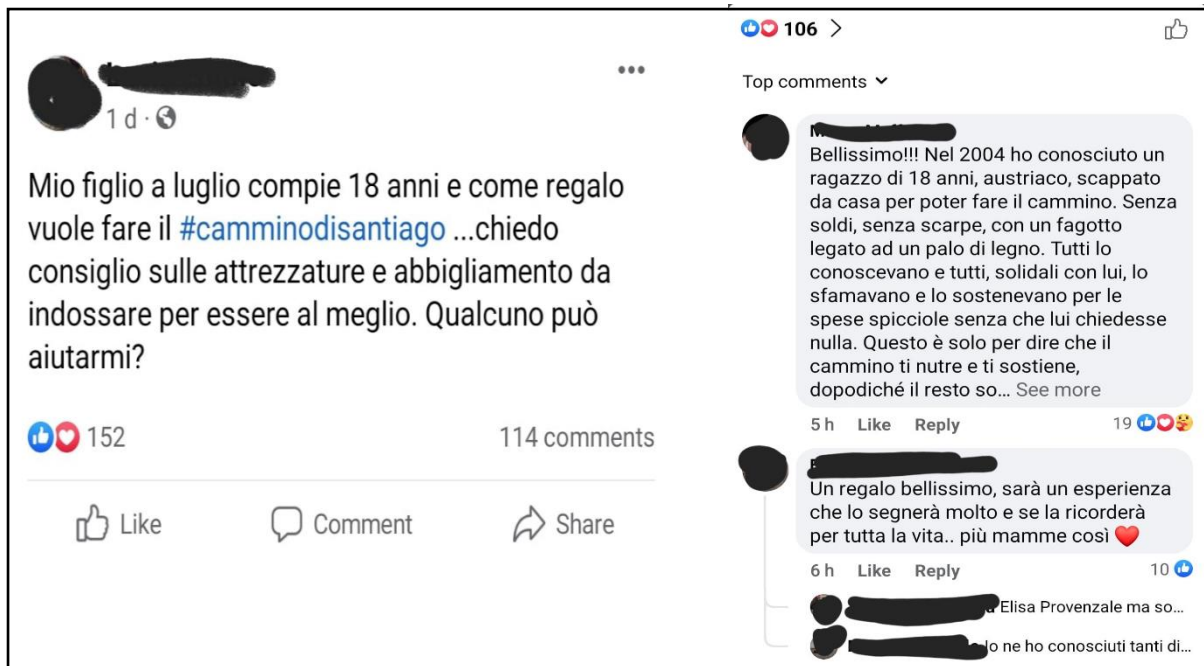 1 d
Mio figlio a luglio compie 18 anni e come regalo
vuole fare il #camminodisantiago ...chiedo
consiglio sulle attrezzature e abbigliamento da
indossare per essere al meglio. Qualcuno può
aiutarmi?
152
114 comments
Like
Comment
Share
106
Top comments
Bellissimo!!! Nel 2004 ho conosciuto un
ragazzo di 18 anni, austriaco, scappato
da casa per poter fare il cammino. Senza
soldi, senza scarpe, con un fagotto
legato ad un palo di legno. Tutti lo
conoscevano e tutti, solidali con lui, lo
sfamavano e lo sostenevano per le
spese spicciole senza che lui chiedesse
nulla. Questo è solo per dire che il
cammino ti nutre e ti sostiene,
dopodiché il resto so... See more
5 h Like Reply 19
Un regalo bellissimo, sarà un esperienza
che lo segnerà molto e se la ricorderà
per tutta la vita.. più mamme così ❤️
6 h Like Reply 10
Elisa Provenzale ma so...
Io ne ho conosciuti tanti di...